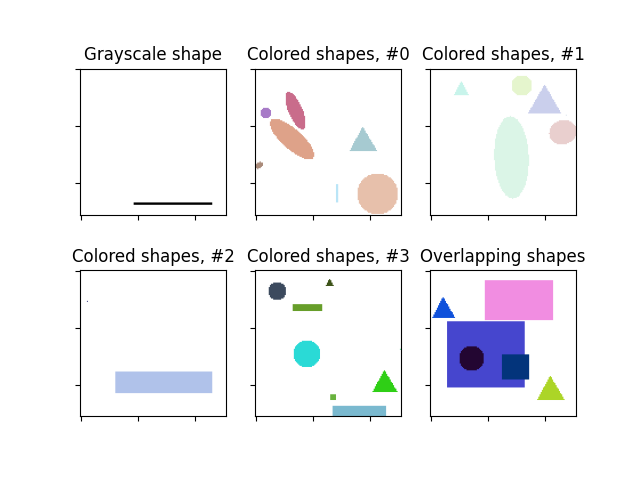 Grayscale shape
Colored shapes, #0
Colored shapes, #1
Colored shapes, #2
Colored shapes, #3
Overlapping shapes